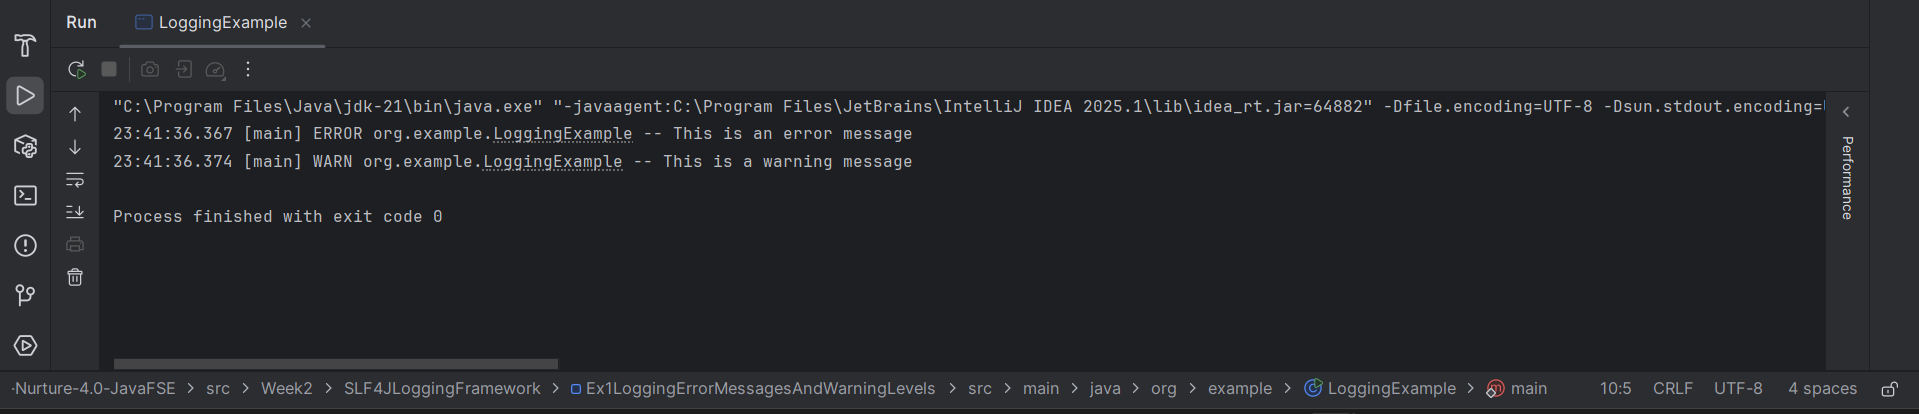 Run LoggingExample
"C:\Program Files\Java\jdk-21\bin\java.exe" "-javaagent:C:\Program Files\JetBrains\IntelliJ IDEA 2025.1\lib\idea_rt.jar=64882" -Dfile.encoding=UTF-8 -Dsun.stdout.encoding=
23:41:36.367 [main] ERROR org.example.LoggingExample -- This is an error message
23:41:36.374 [main] WARN org.example.LoggingExample -- This is a warning message
Process finished with exit code 0
Performance
-Nurture-4.0-JavaFSE > src > Week2 > SLF4JLoggingFramework > Ex1LoggingErrorMessagesAndWarningLevels > src > main > java > org > example > LoggingExample > main 10:5 CRLF UTF-8 4 spaces